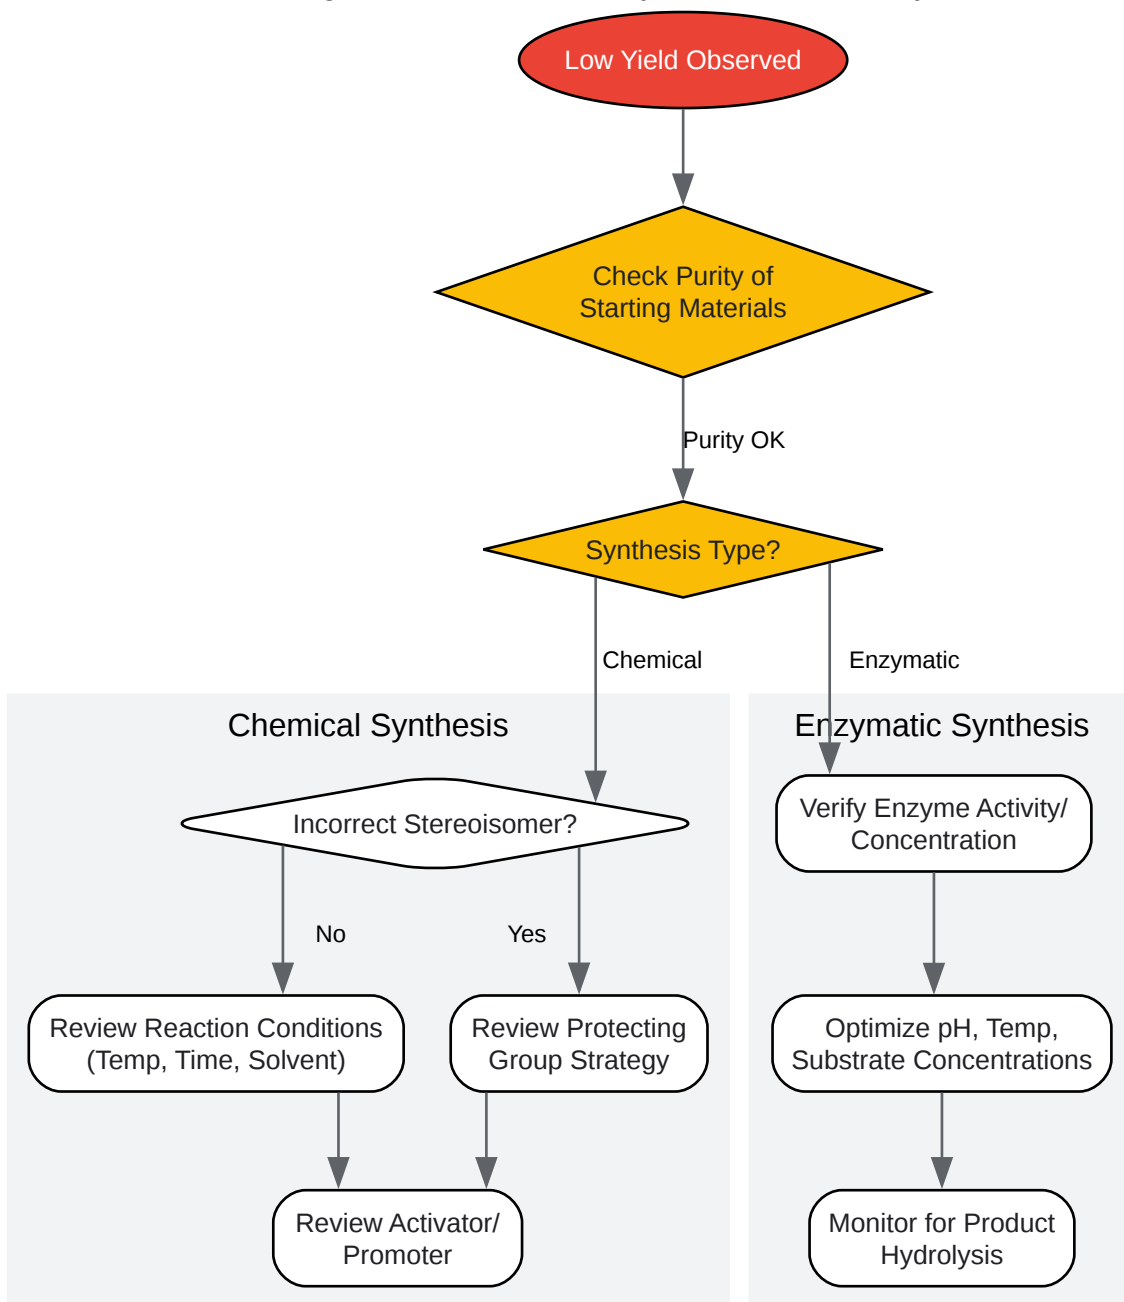 Low Yield Observed
Check Purity of
Starting Materials
Purity OK
Synthesis Type?
Chemical
Enzymatic
Chemical Synthesis
Enzymatic Synthesis
Incorrect Stereoisomer?
Verify Enzyme Activity/
Concentration
No
Yes
Review Reaction Conditions
(Temp, Time, Solvent)
Review Protecting
Group Strategy
Optimize pH, Temp,
Substrate Concentrations
Review Activator/
Promoter
Monitor for Product
Hydrolysis